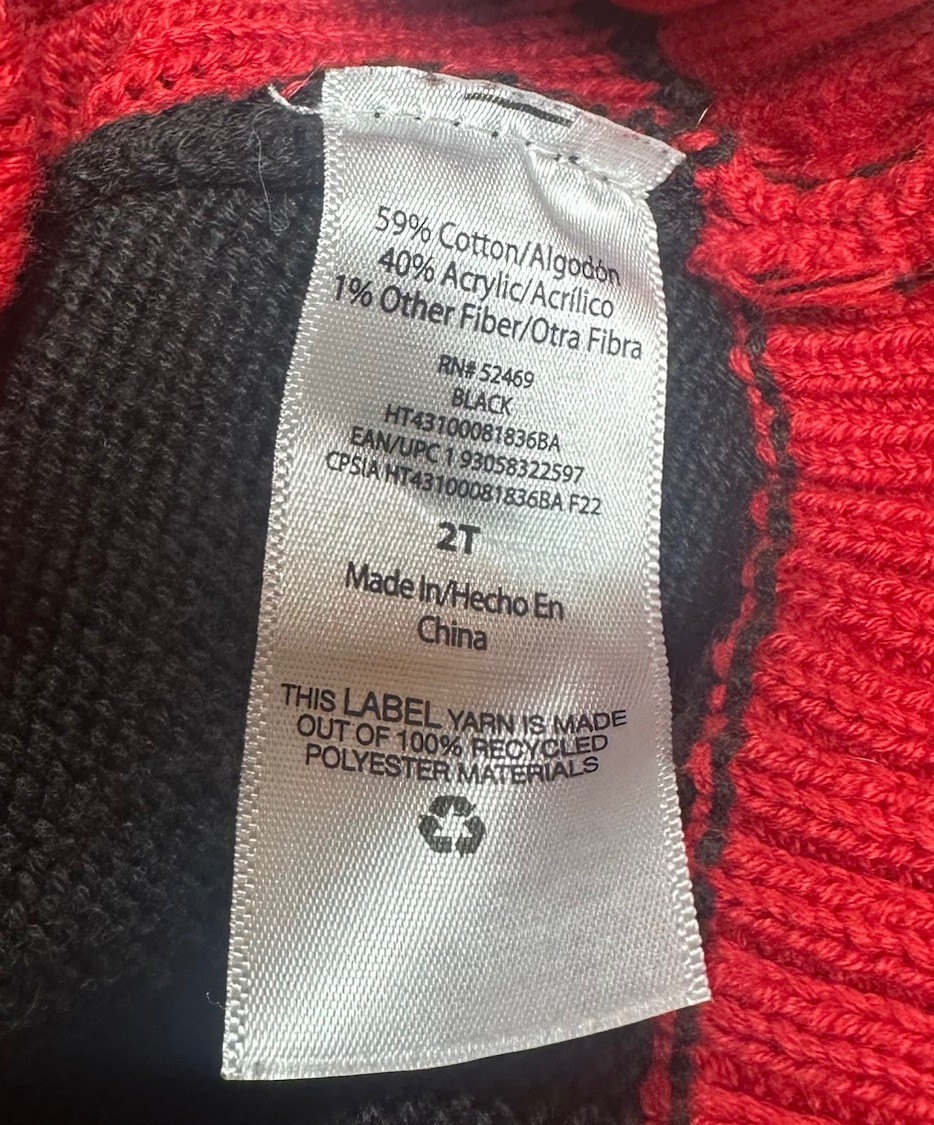 59% Cotton/Algodón
40% Acrylic/Acrílico
1% Other Fiber/Otra Fibra
RN# 52469
BLACK
HT43100081836BA
EAN/UPC 1 93058322597
CPSIA HT43100081836BA F22
2T
Made In/Hecho En
China
THIS LABEL YARN IS MADE
OUT OF 100% RECYCLED
POLYESTER MATERIALS